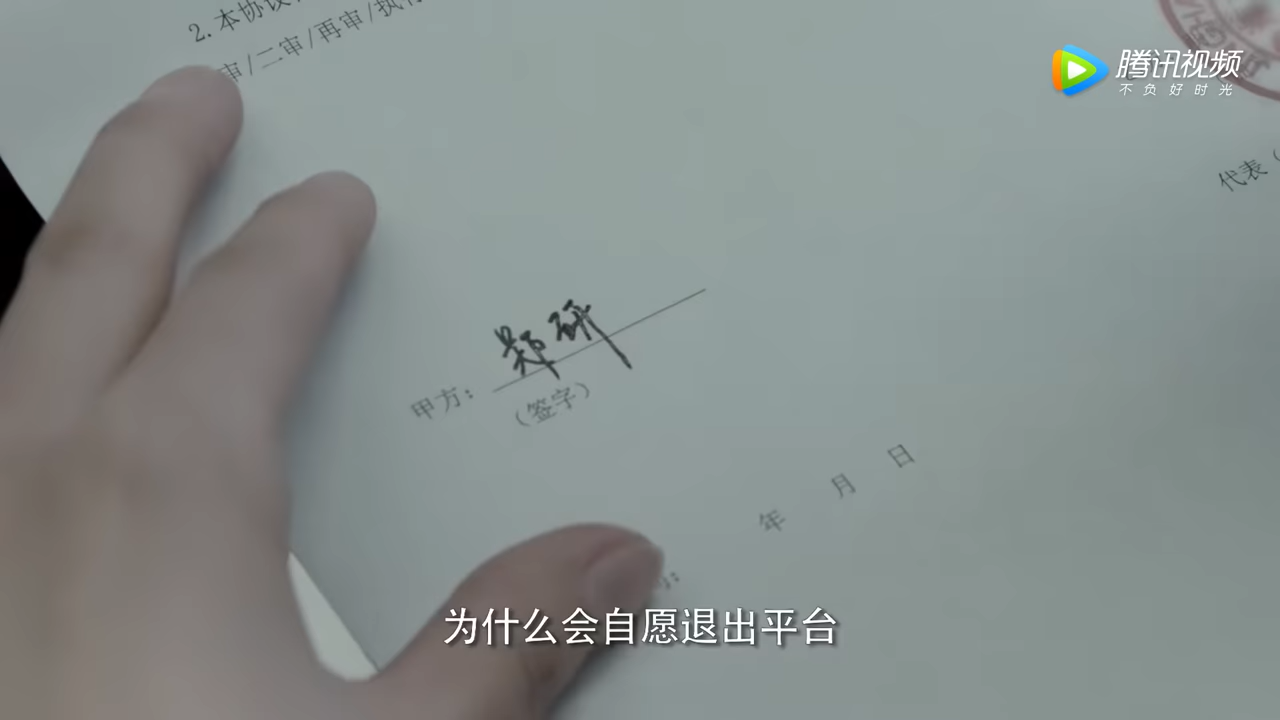 2.本协议
审/二审/再审/执行
腾讯视频
不负好时光
代表（
郑研
甲方：
（签字）
年 月 日
为什么会自愿退出平台